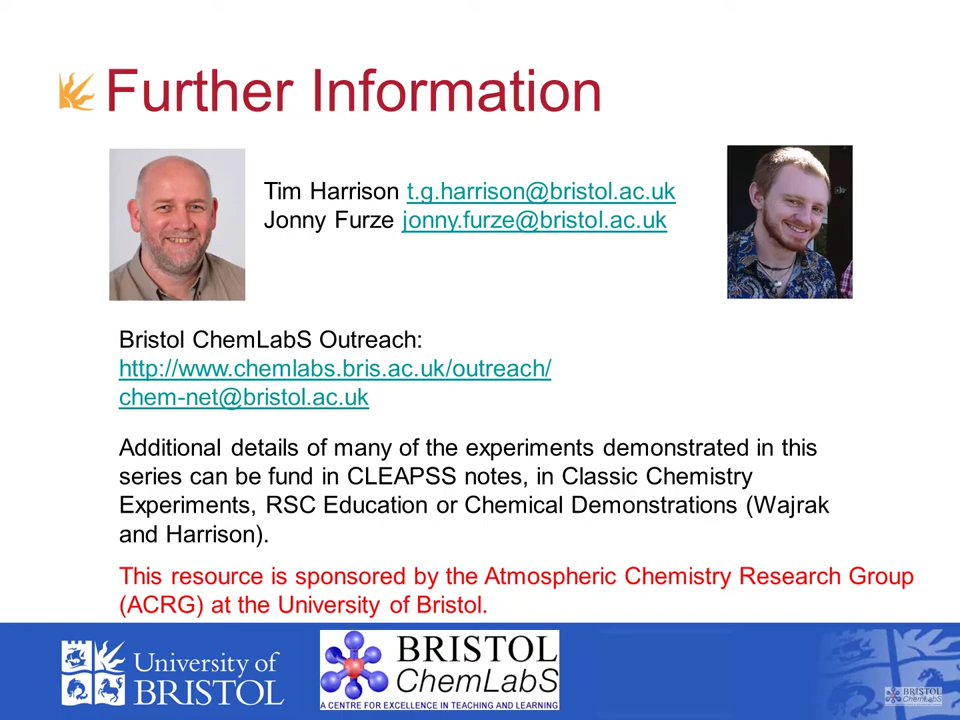 Further Information
Tim Harrison t.g.harrison@bristol.ac.uk
Jonny Furze jonny.furze@bristol.ac.uk
Bristol ChemLabS Outreach:
http://www.chemlabs.bris.ac.uk/outreach/
chem-net@bristol.ac.uk
Additional details of many of the experiments demonstrated in this
series can be fund in CLEAPSS notes, in Classic Chemistry
Experiments, RSC Education or Chemical Demonstrations (Wajrak
and Harrison).
This resource is sponsored by the Atmospheric Chemistry Research Group
(ACRG) at the University of Bristol.
University of
BRISTOL
BRISTOL
ChemLabS
A CENTRE FOR EXCELLENCE IN TEACHING AND LEARNING
BRISTOL
ChemLabS